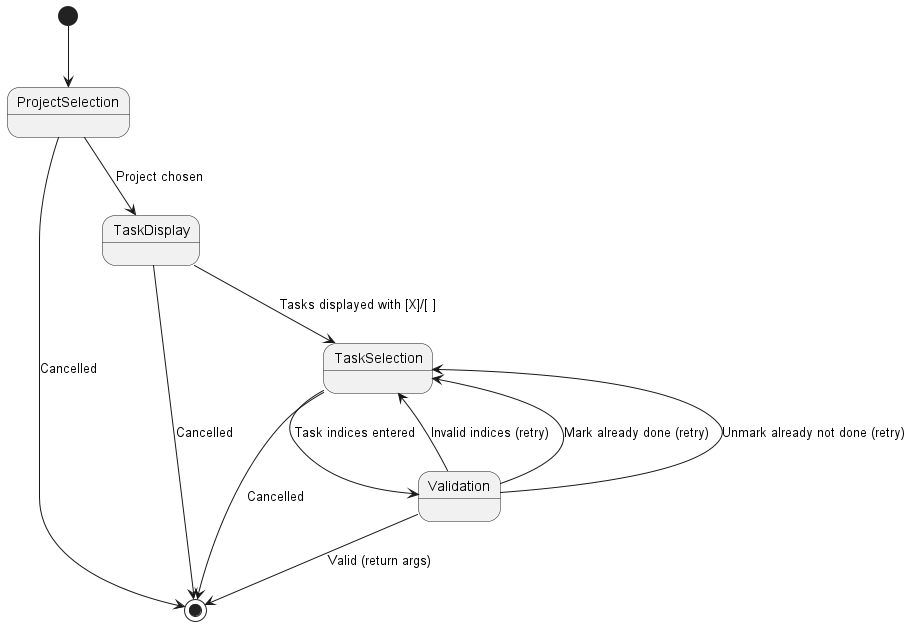 ProjectSelection
Project chosen
TaskDisplay
Tasks displayed with [X]/[ ]
TaskSelection
Cancelled
Cancelled
Task indices entered
Invalid indices (retry)
Mark already done (retry)
Unmark already not done (retry)
Validation
Cancelled
Valid (return args)